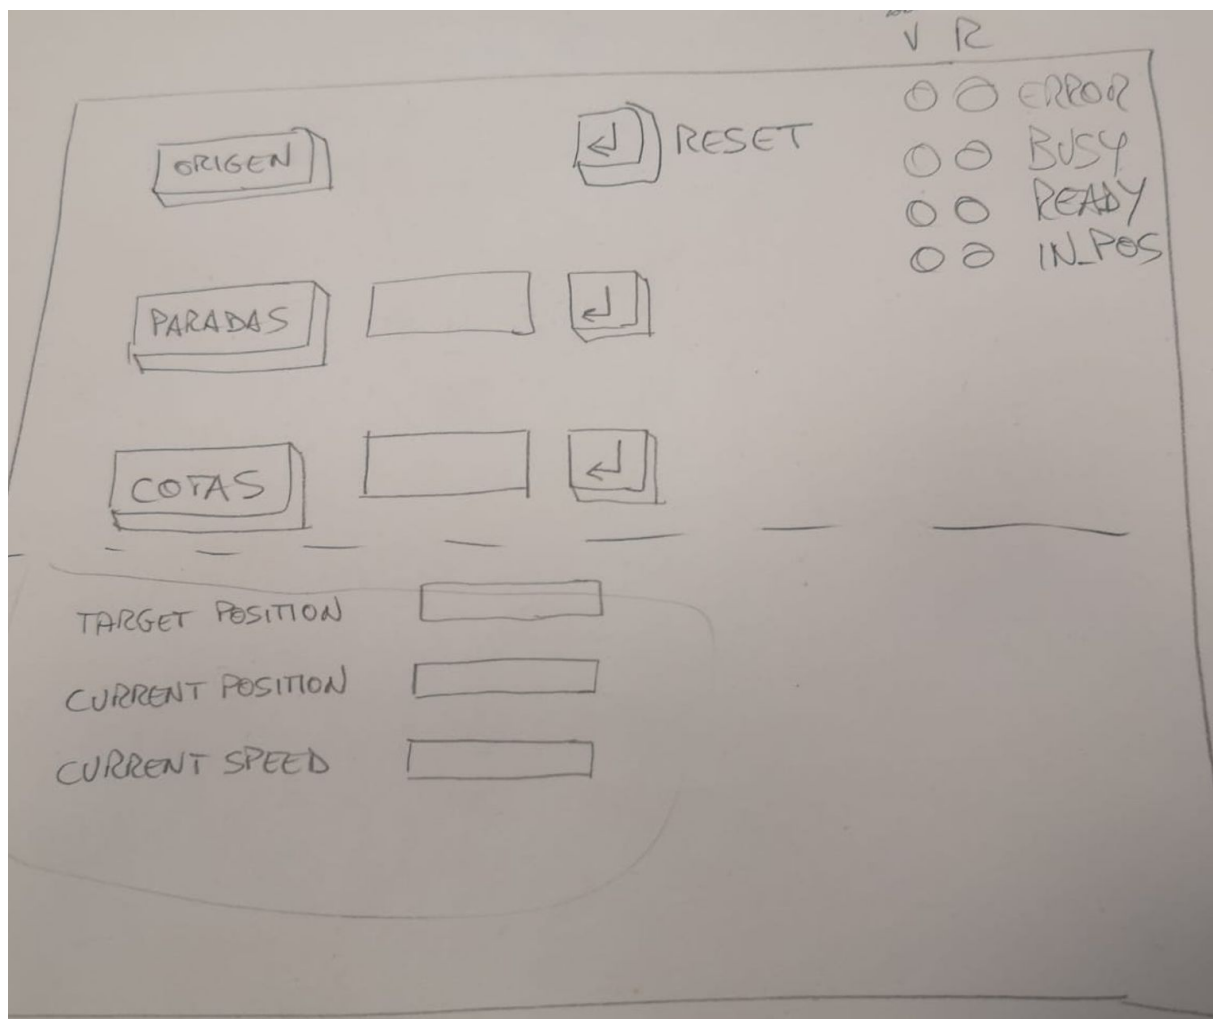 V R
ORIGEN
RESET
ERROR
BUSY
READY
IN_POS
PARADAS
COTAS
TARGET POSITION
CURRENT POSITION
CURRENT SPEED